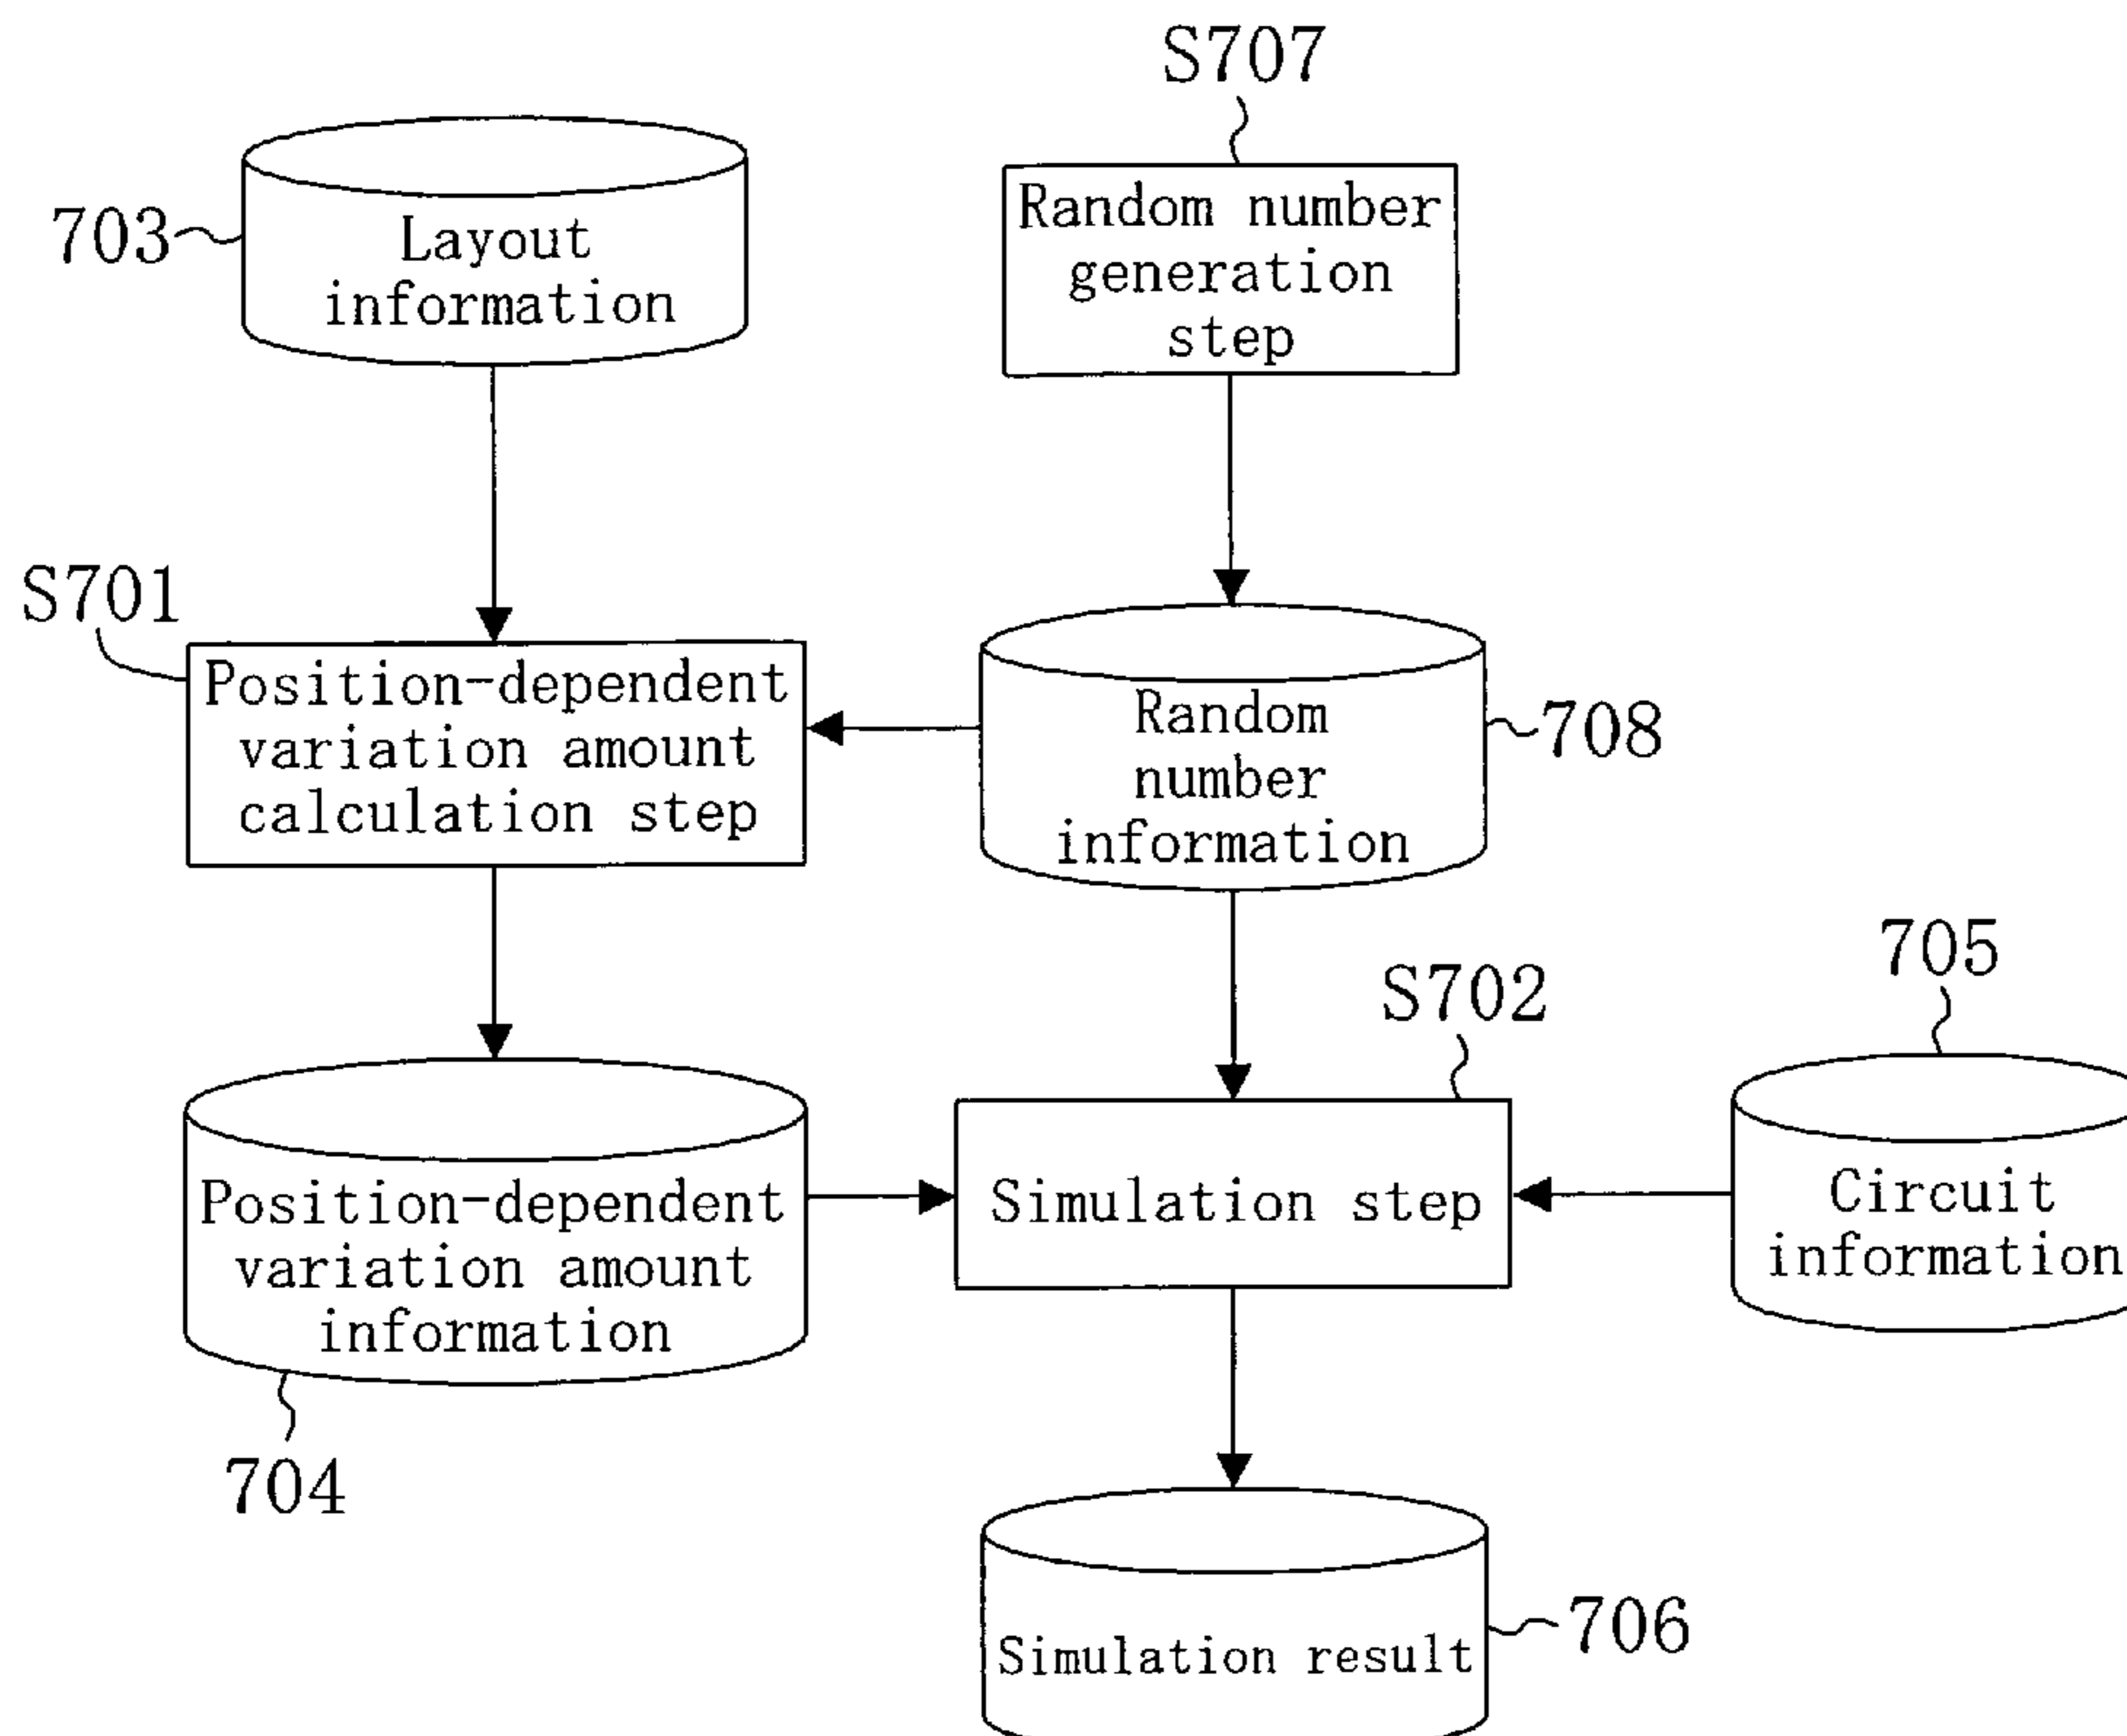 S707
703
Layout
information
Random number
generation
step
S701
Position-dependent
variation amount
calculation step
Random
number
information
708
S702
705
Position-dependent
variation amount
information
Simulation step
Circuit
information
704
Simulation result
706